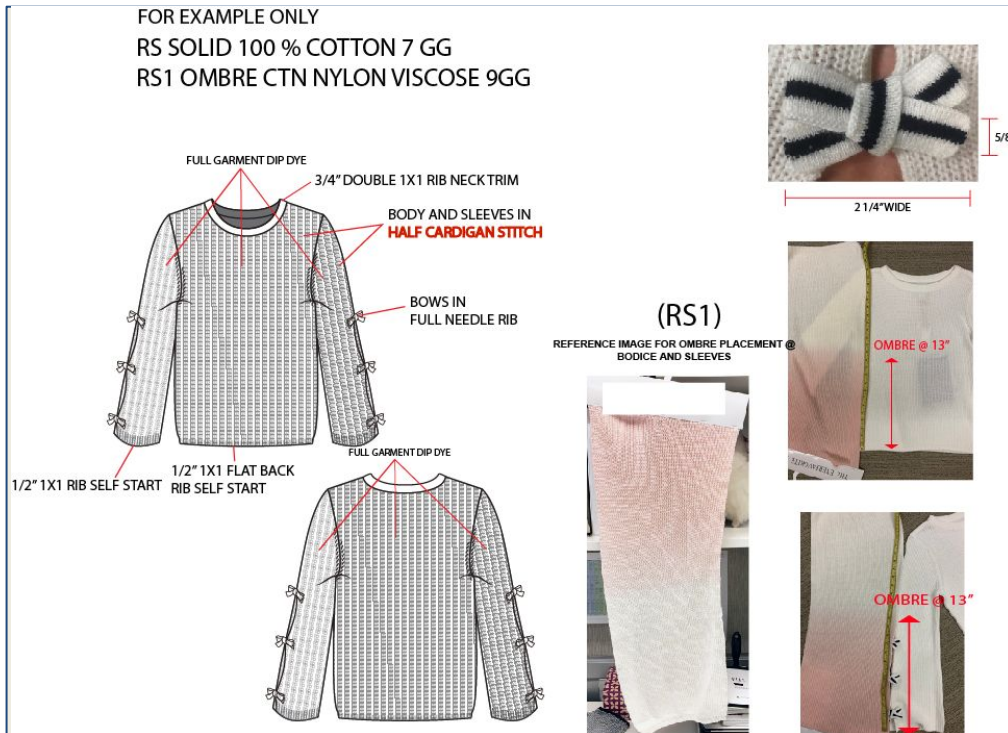 FOR EXAMPLE ONLY
RS SOLID 100 % COTTON 7 GG
RS1 OMBRE CTN NYLON VISCOSE 9GG
FULL GARMENT DIP DYE
3/4" DOUBLE 1X1 RIB NECK TRIM
BODY AND SLEEVES IN
HALF CARDIGAN STITCH
BOWS IN
FULL NEEDLE RIB
1/2" 1X1 RIB SELF START
1/2" 1X1 FLAT BACK
RIB SELF START
FULL GARMENT DIP DYE
5/8
2 1/4" WIDE
(RS1)
REFERENCE IMAGE FOR OMBRE PLACEMENT @
BODICE AND SLEEVES
OMBRE @ 13"
OMBRE @ 13"